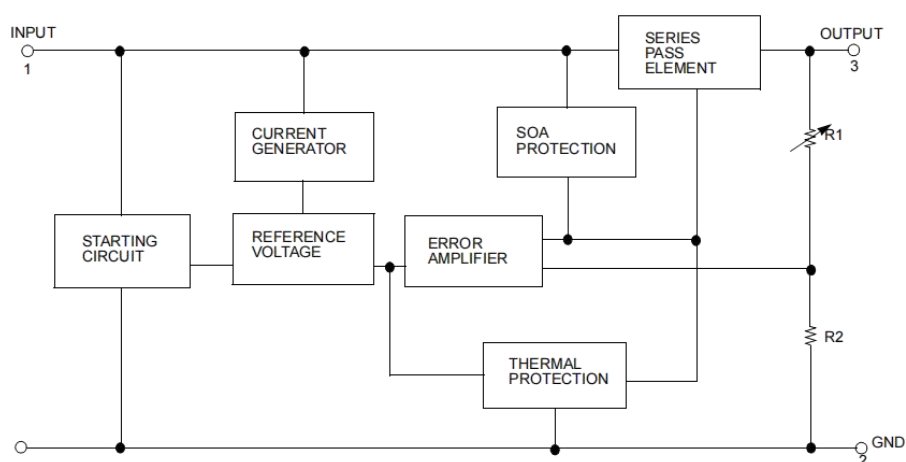 INPUT
1
SERIES
PASS
ELEMENT
OUTPUT
3
CURRENT
GENERATOR
SOA
PROTECTION
R1
STARTING
CIRCUIT
REFERENCE
VOLTAGE
ERROR
AMPLIFIER
R2
THERMAL
PROTECTION
GND
2